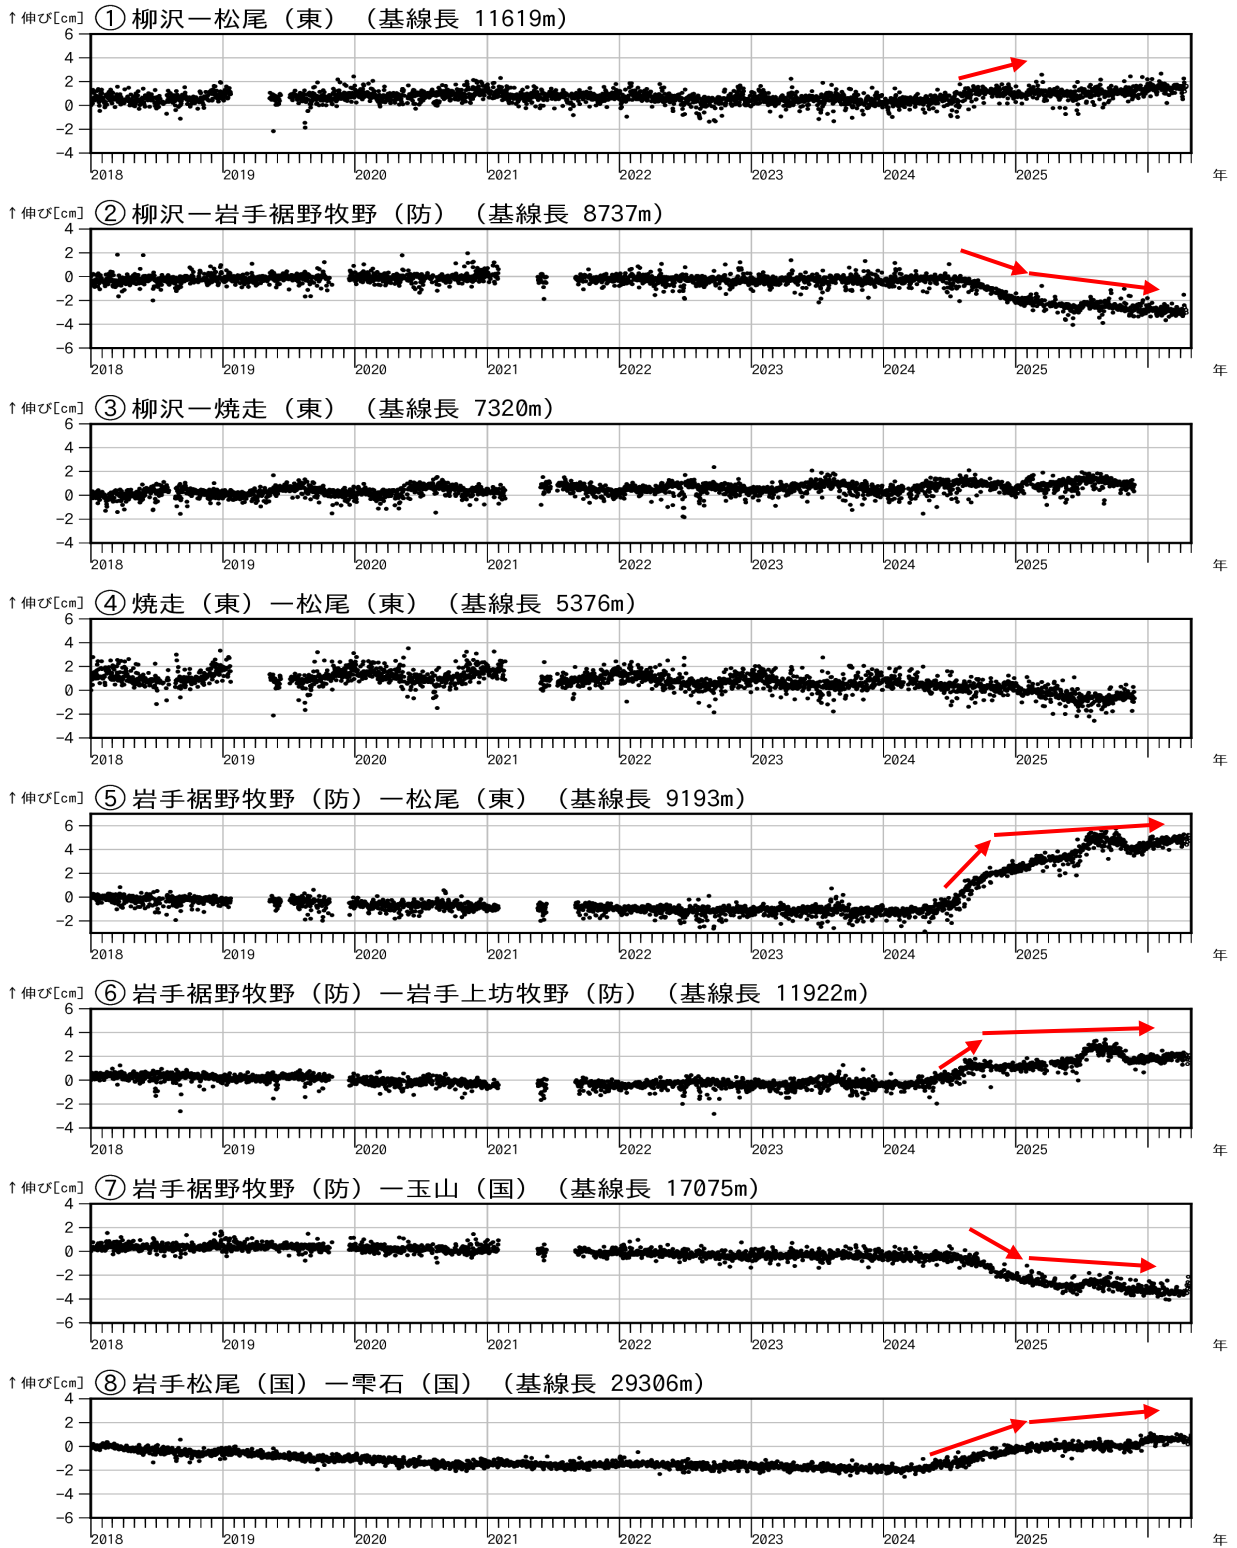 ↑伸び[cm] ①柳沢ー松尾（東）（基線長 11619m）
6
4
2
0
−2
−4
2018 2019 2020 2021 2022 2023 2024 2025 年
↑伸び[cm] ②柳沢ー岩手裾野牧野（防）（基線長 8737m）
4
2
0
−2
−4
−6
2018 2019 2020 2021 2022 2023 2024 2025 年
↑伸び[cm] ③柳沢ー焼走（東）（基線長 7320m）
6
4
2
0
−2
−4
2018 2019 2020 2021 2022 2023 2024 2025 年
↑伸び[cm] ④焼走（東）ー松尾（東）（基線長 5376m）
6
4
2
0
−2
−4
2018 2019 2020 2021 2022 2023 2024 2025 年
↑伸び[cm] ⑤岩手裾野牧野（防）ー松尾（東）（基線長 9193m）
6
4
2
0
−2
2018 2019 2020 2021 2022 2023 2024 2025 年
↑伸び[cm] ⑥岩手裾野牧野（防）ー岩手上坊牧野（防）（基線長 11922m）
6
4
2
0
−2
−4
2018 2019 2020 2021 2022 2023 2024 2025 年
↑伸び[cm] ⑦岩手裾野牧野（防）ー玉山（国）（基線長 17075m）
4
2
0
−2
−4
−6
2018 2019 2020 2021 2022 2023 2024 2025 年
↑伸び[cm] ⑧岩手松尾（国）ー雫石（国）（基線長 29306m）
4
2
0
−2
−4
−6
2018 2019 2020 2021 2022 2023 2024 2025 年